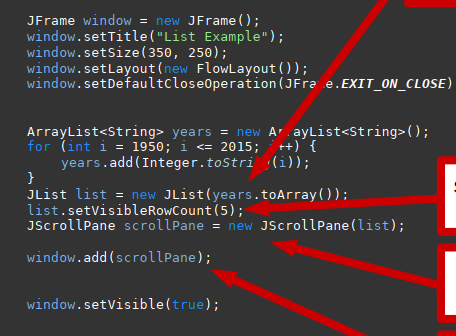 JFrame window = new JFrame();
window.setTitle("List Example");
window.setSize(350, 250);
window.setLayout(new FlowLayout());
window.setDefaultCloseOperation(JFrame.EXIT_ON_CLOSE)
ArrayList<String> years = new ArrayList<String>();
for (int i = 1950; i <= 2015; i++) {
years.add(Integer.toString(i));
}
JList list = new JList(years.toArray());
list.setVisibleRowCount(5);
JScrollPane scrollPane = new JScrollPane(list);
window.add(scrollPane);
window.setVisible(true);